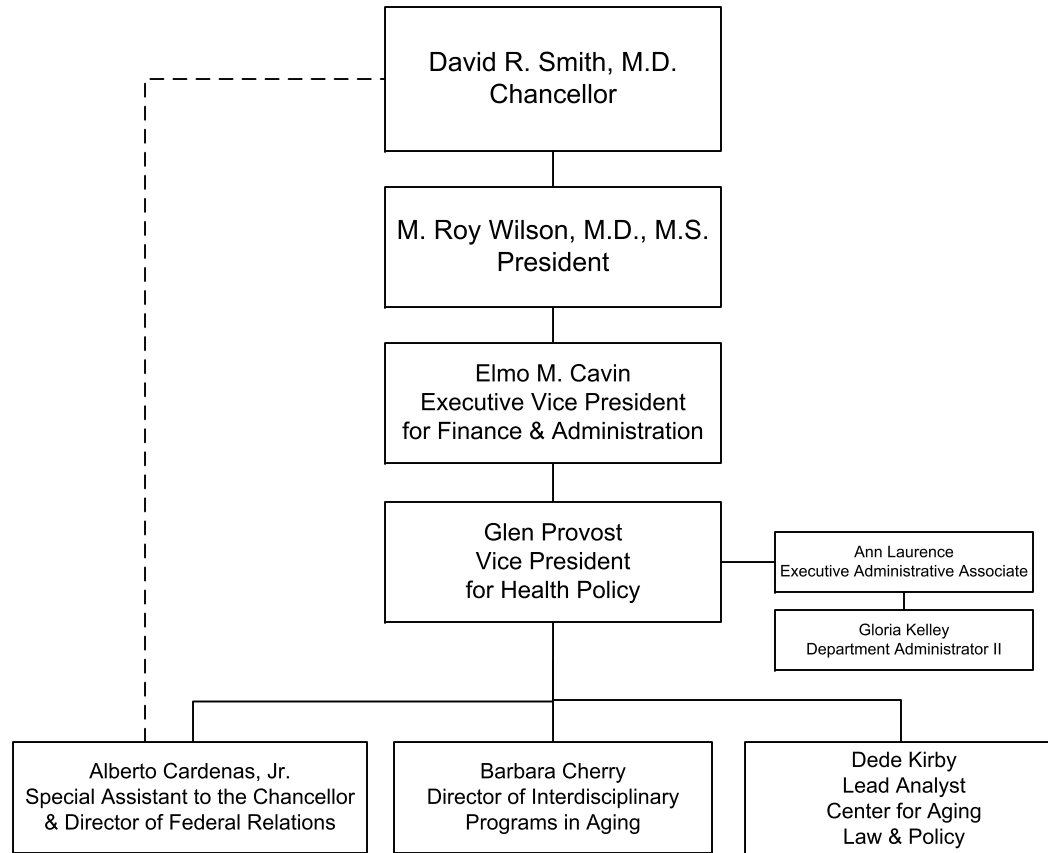 David R. Smith, M.D.
Chancellor
M. Roy Wilson, M.D., M.S.
President
Elmo M. Cavin
Executive Vice President
for Finance & Administration
Glen Provost
Vice President
for Health Policy
Ann Laurence
Executive Administrative Associate
Gloria Kelley
Department Administrator II
Alberto Cardenas, Jr.
Special Assistant to the Chancellor
& Director of Federal Relations
Barbara Cherry
Director of Interdisciplinary
Programs in Aging
Dede Kirby
Lead Analyst
Center for Aging
Law & Policy